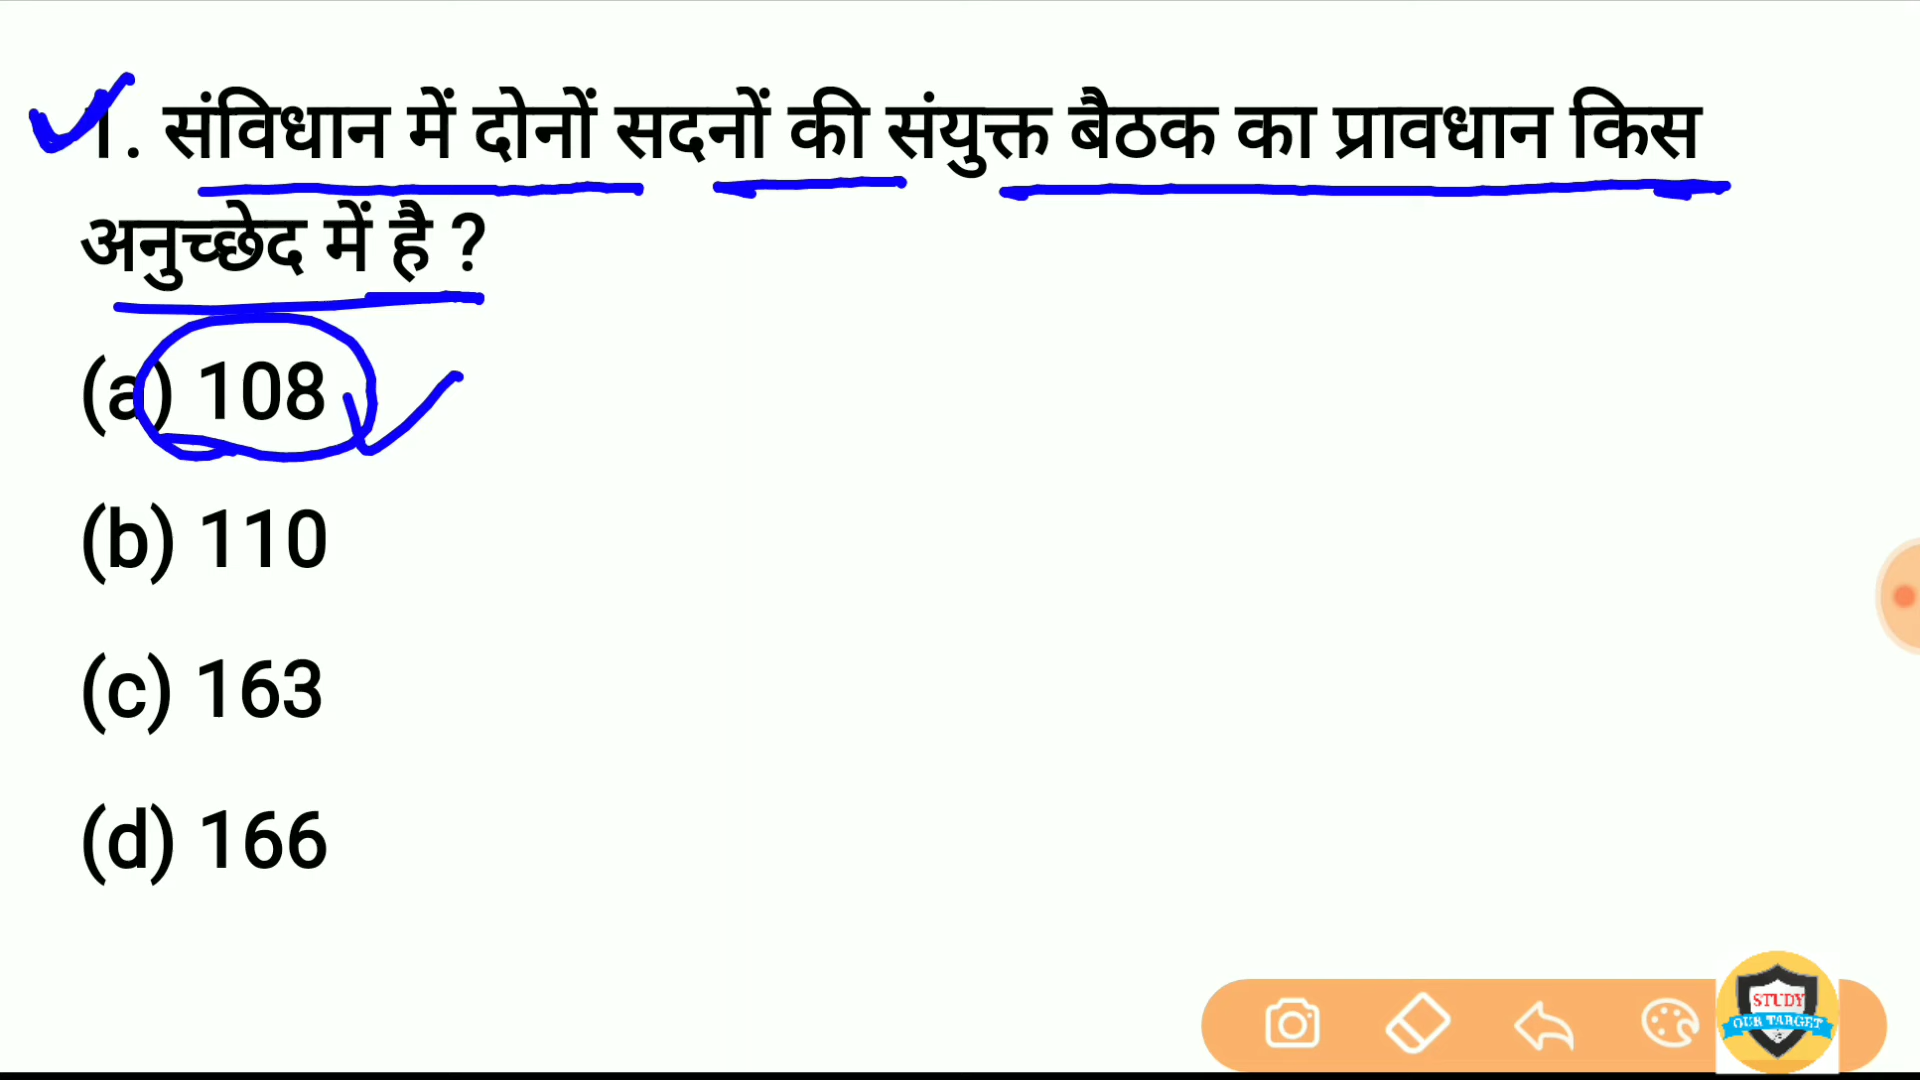 1. संविधान में दोनों सदनों की संयुक्त बैठक का प्रावधान किस
अनुच्छेद में है ?
(a) 108
(b) 110
(c) 163
(d) 166
STUDY
OUR TARGET